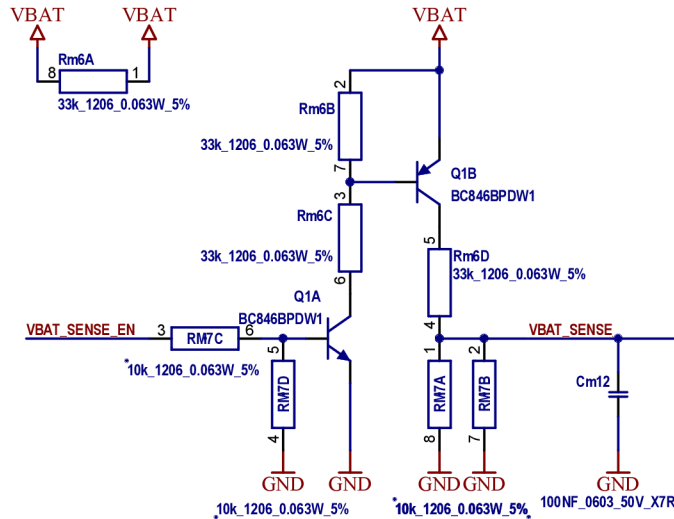 VBAT VBAT VBAT
Rm6A
8 1
33k_1206_0.063W_5%
2
Rm6B
33k_1206_0.063W_5%
7
Q1B
BC846BPDW1
3
Rm6C
33k_1206_0.063W_5%
6
5
Rm6D
33k_1206_0.063W_5%
4
Q1A
BC846BPDW1
VBAT_SENSE_EN
3 RM7C 6
*10k_1206_0.063W_5%
5
RM7D
4
VBAT_SENSE
1
RM7A
8
2
RM7B
7
Cm12
GND GND GND GND GND
*10k_1206_0.063W_5%
*10k_1206_0.063W_5%*
100NF_0603_50V_X7R